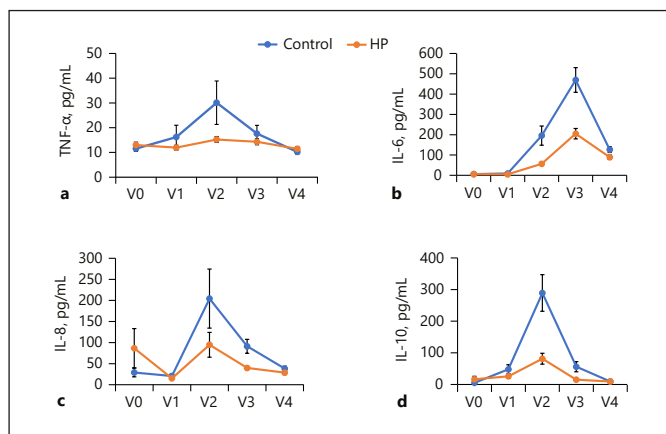 Control HP
TNF-α, pg/mL
50
40
30
20
10
0
V0 V1 V2 V3 V4
a
IL-6, pg/mL
600
500
400
300
200
100
0
V0 V1 V2 V3 V4
b
IL-8, pg/mL
300
250
200
150
100
50
0
V0 V1 V2 V3 V4
c
IL-10, pg/mL
400
300
200
100
0
V0 V1 V2 V3 V4
d